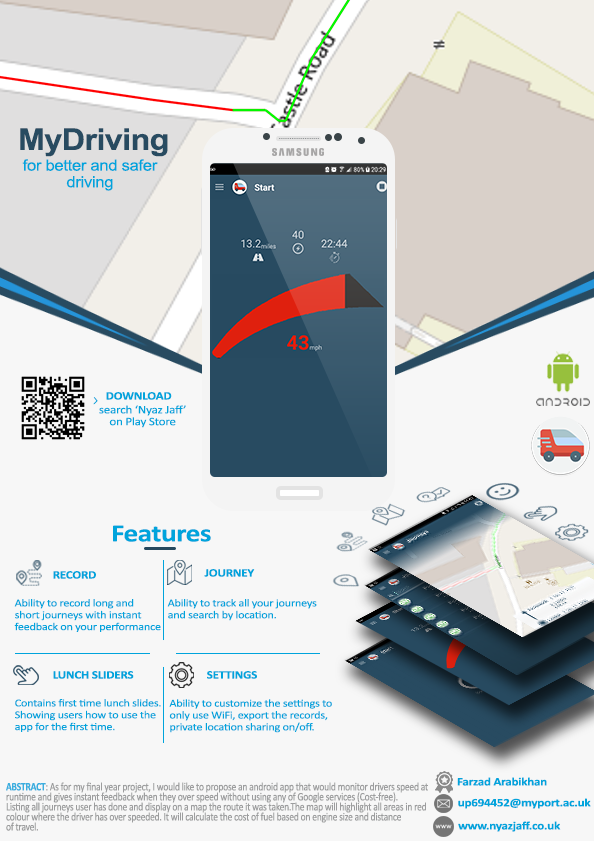 Castle Road
MyDriving
for better and safer
driving
SAMSUNG
80% 20:29
Start
40
13.2miles
22:44
43mph
DOWNLOAD
search 'Nyaz Jaff'
on Play Store
ANDROID
Features
RECORD
Ability to record long and
short journeys with instant
feedback on your performance
JOURNEY
Ability to track all your journeys
and search by location.
LUNCH SLIDERS
Contains first time lunch slides.
Showing users how to use the
app for the first time.
SETTINGS
Ability to customize the settings to
only use WiFi, export the records,
private location sharing on/off.
ABSTRACT: As for my final year project, I would like to propose an android app that would monitor drivers speed at
runtime and gives instant feedback when they over speed without using any of Google services (Cost-free).
Listing all journeys user has done and display on a map the route it was taken.The map will highlight all areas in red
colour where the driver has over speeded. It will calculate the cost of fuel based on engine size and distance
of travel.
Farzad Arabikhan
up694452@myport.ac.uk
www
www.nyazjaff.co.uk